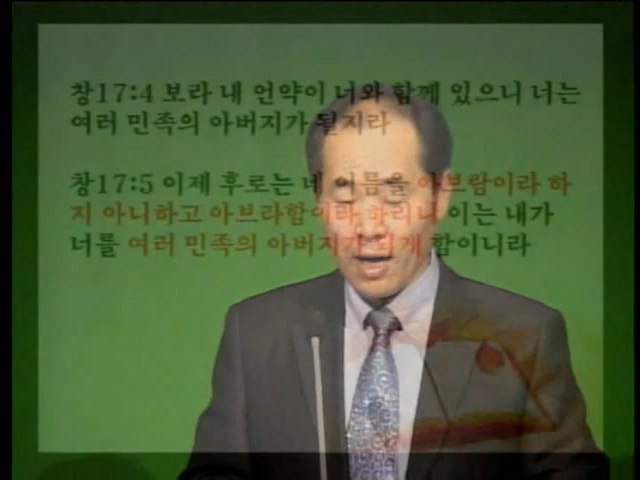 창17:4 보라 내 언약이 너와 함께 있으니 너는
여러 민족의 아버지가 될지라
창17:5 이제 후로는 네 이름을 아브람이라 하
지 아니하고 아브라함이라 하리니 이는 내가
너를 여러 민족의 아버지가 되게 함이니라